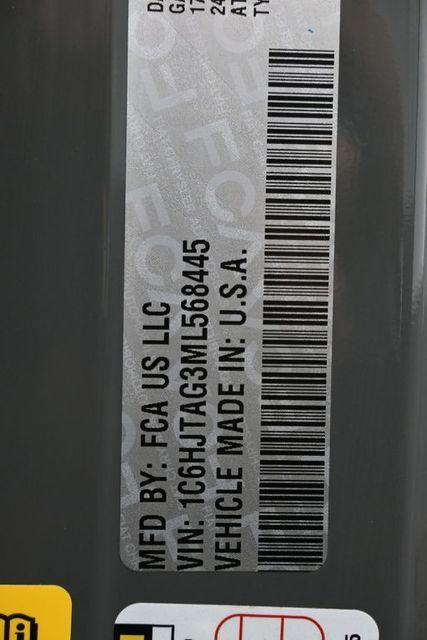 MFD BY: FCA US LLC
VIN: 1C6HJTAG3ML568445
VEHICLE MADE IN: U.S.A.